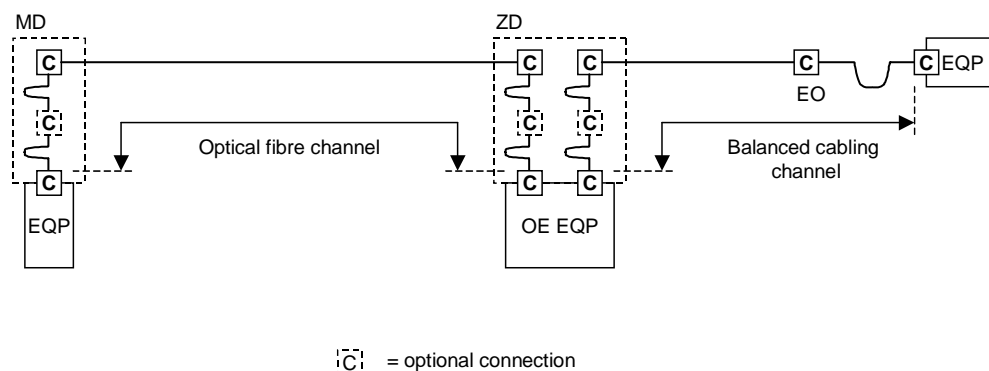 MD
ZD
C
C
C
C
C
EQP
EO
C
C
C
Optical fibre channel
Balanced cabling
channel
C
C
C
EQP
OE EQP
C = optional connection